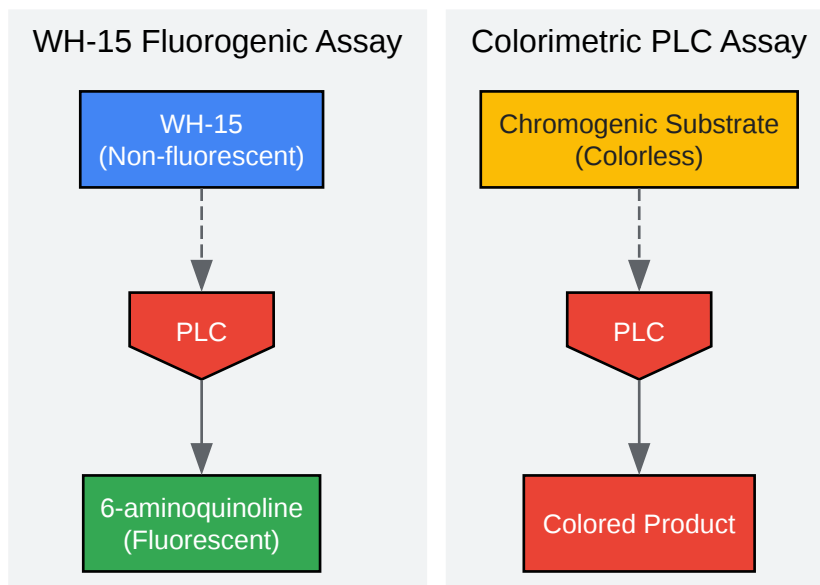 WH-15 Fluorogenic Assay
WH-15
(Non-fluorescent)
PLC
6-aminoquinoline
(Fluorescent)
Colorimetric PLC Assay
Chromogenic Substrate
(Colorless)
PLC
Colored Product